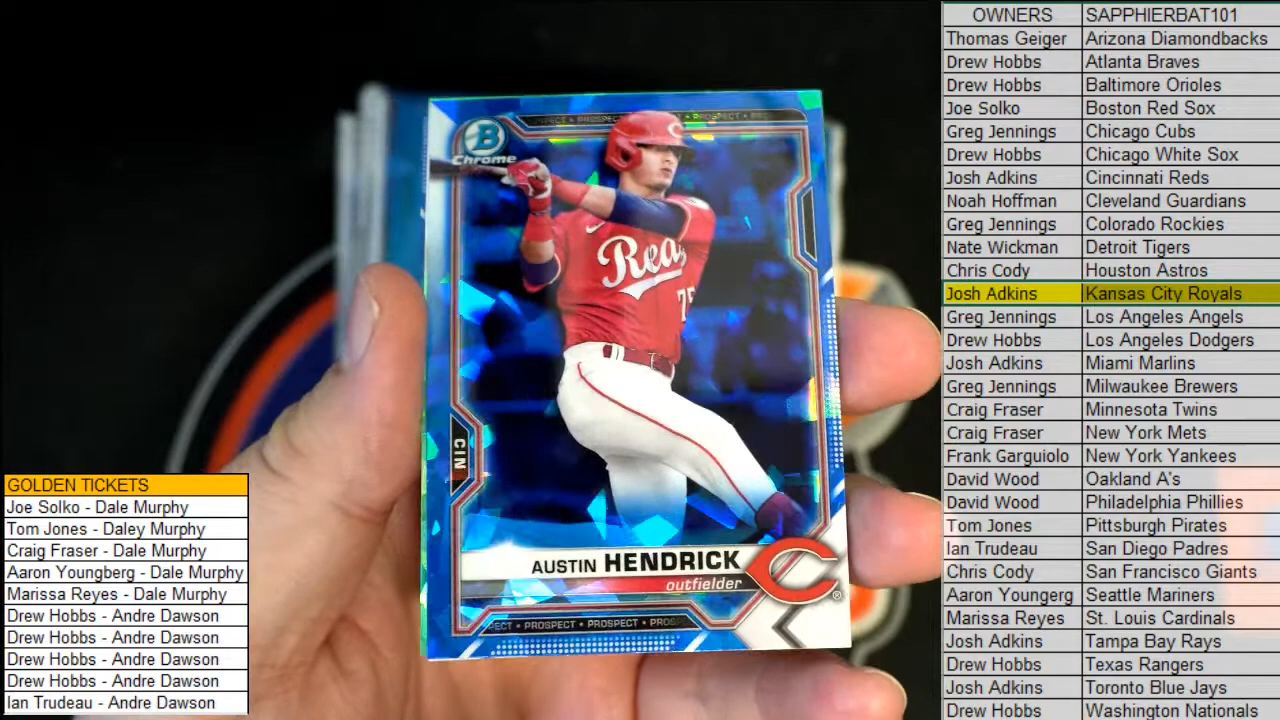 OWNERS SAPPHIERBAT101
Thomas Geiger Arizona Diamondbacks
Drew Hobbs Atlanta Braves
Drew Hobbs Baltimore Orioles
Joe Solko Boston Red Sox
Greg Jennings Chicago Cubs
Drew Hobbs Chicago White Sox
Josh Adkins Cincinnati Reds
Noah Hoffman Cleveland Guardians
Greg Jennings Colorado Rockies
Nate Wickman Detroit Tigers
Chris Cody Houston Astros
Josh Adkins Kansas City Royals
Greg Jennings Los Angeles Angels
Drew Hobbs Los Angeles Dodgers
Josh Adkins Miami Marlins
Greg Jennings Milwaukee Brewers
Craig Fraser Minnesota Twins
Craig Fraser New York Mets
Frank Garguiolo New York Yankees
David Wood Oakland A's
David Wood Philadelphia Phillies
Tom Jones Pittsburgh Pirates
Ian Trudeau San Diego Padres
Chris Cody San Francisco Giants
Aaron Youngerg Seattle Mariners
Marissa Reyes St. Louis Cardinals
Josh Adkins Tampa Bay Rays
Drew Hobbs Texas Rangers
Josh Adkins Toronto Blue Jays
Drew Hobbs Washington Nationals
PROSPECT • PROSPECT
B
Chrome
C
Reds
75
CIN
AUSTIN HENDRICK
outfielder
C ®
PROSPECT • PROSPECT
GOLDEN TICKETS
Joe Solko - Dale Murphy
Tom Jones - Daley Murphy
Craig Fraser - Dale Murphy
Aaron Youngberg - Dale Murphy
Marissa Reyes - Dale Murphy
Drew Hobbs - Andre Dawson
Drew Hobbs - Andre Dawson
Drew Hobbs - Andre Dawson
Drew Hobbs - Andre Dawson
Ian Trudeau - Andre Dawson